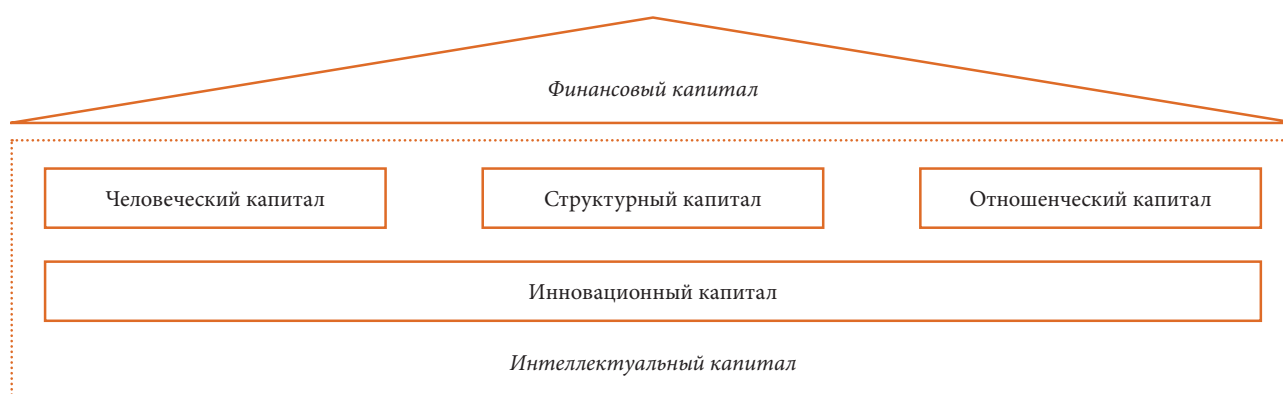 Финансовый капитал
Человеческий капитал
Структурный капитал
Отношенческий капитал
Инновационный капитал
Интеллектуальный капитал